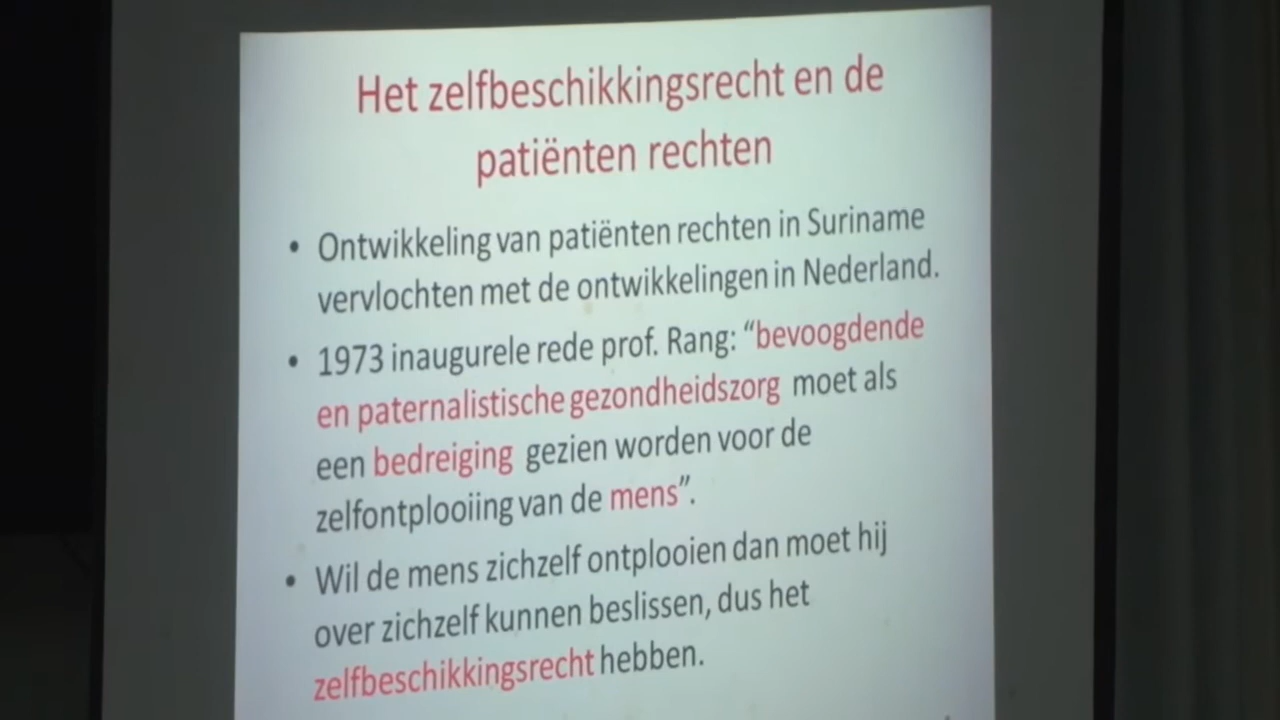 Het zelfbeschikkingsrecht en de
patiënten rechten
• Ontwikkeling van patiënten rechten in Suriname
vervlochten met de ontwikkelingen in Nederland.
• 1973 inaugurele rede prof. Rang: “bevoogdende
en paternalistische gezondheidszorg moet als
een bedreiging gezien worden voor de
zelfontplooiing van de mens”.
• Wil de mens zichzelf ontplooien dan moet hij
over zichzelf kunnen beslissen, dus het
zelfbeschikkingsrecht hebben.